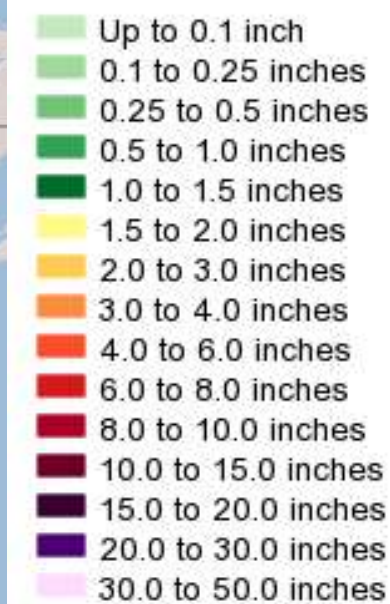 Up to 0.1 inch
0.1 to 0.25 inches
0.25 to 0.5 inches
0.5 to 1.0 inches
1.0 to 1.5 inches
1.5 to 2.0 inches
2.0 to 3.0 inches
3.0 to 4.0 inches
4.0 to 6.0 inches
6.0 to 8.0 inches
8.0 to 10.0 inches
10.0 to 15.0 inches
15.0 to 20.0 inches
20.0 to 30.0 inches
30.0 to 50.0 inches